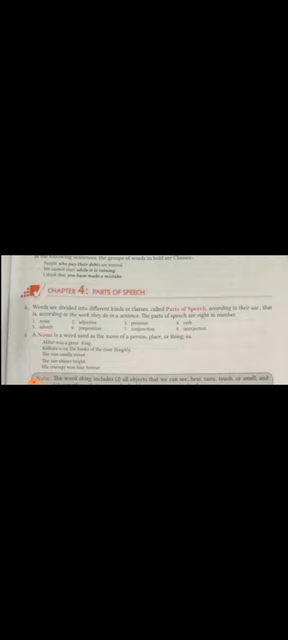 in the following sentences, the groups of words in bold are Clauses:
People who pay their debts are trusted.
We cannot start while it is raining.
I think that you have made a mistake.
CHAPTER 4: PARTS OF SPEECH
Words are divided into different kinds or classes, called Parts of Speech, according to their use; that
is, according to the work they do in a sentence. The parts of speech are eight in number:
1. noun 2. adjective 3. pronoun 4. verb
5. adverb 6. preposition 7. conjunction 8. interjection
A Noun is a word used as the name of a person, place, or thing; as,
Akbar was a great King.
Kolkata is on the banks of the river Hooghly.
The rose smells sweet.
The sun shines bright.
His courage won him honour.
Note: The word thing includes (i) all objects that we can see, hear, taste, touch, or smell; and